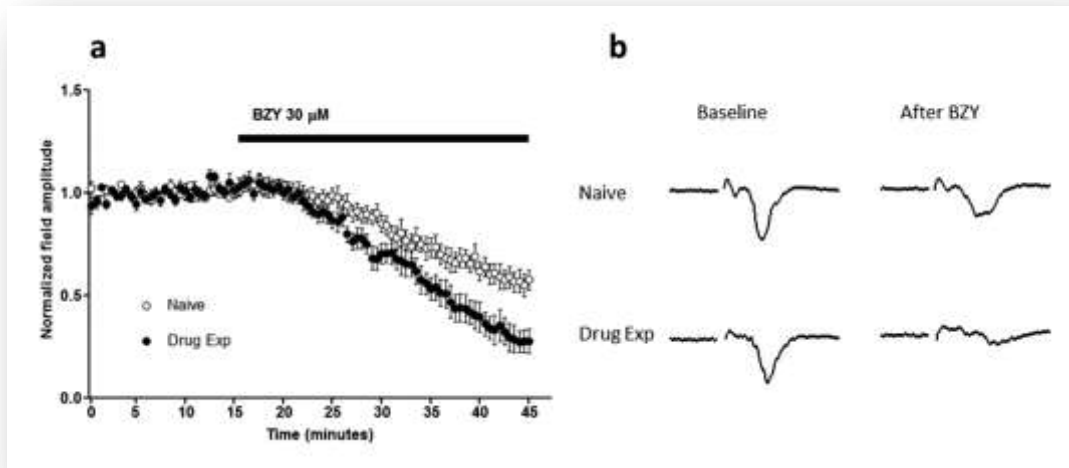 a
b
1.5
1.0
0.5
0.0
Normalized field amplitude
BZY 30 μM
Naive
Drug Exp
0 5 10 15 20 25 30 35 40 45
Time (minutes)
Baseline After BZY
Naive
Drug Exp